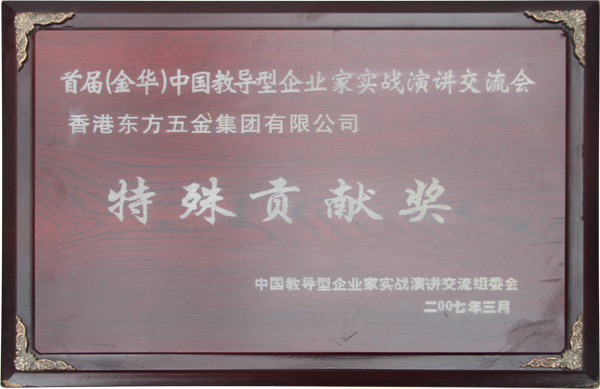 首届(金华)中国教导型企业家实战演讲交流会
香港东方五金集团有限公司
特殊贡献奖
中国教导型企业家实战演讲交流组委会
二00七年三月